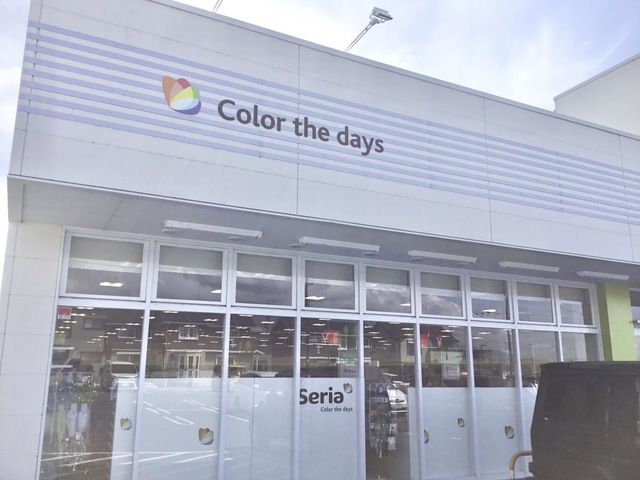 Color the days
Seria
Color the days